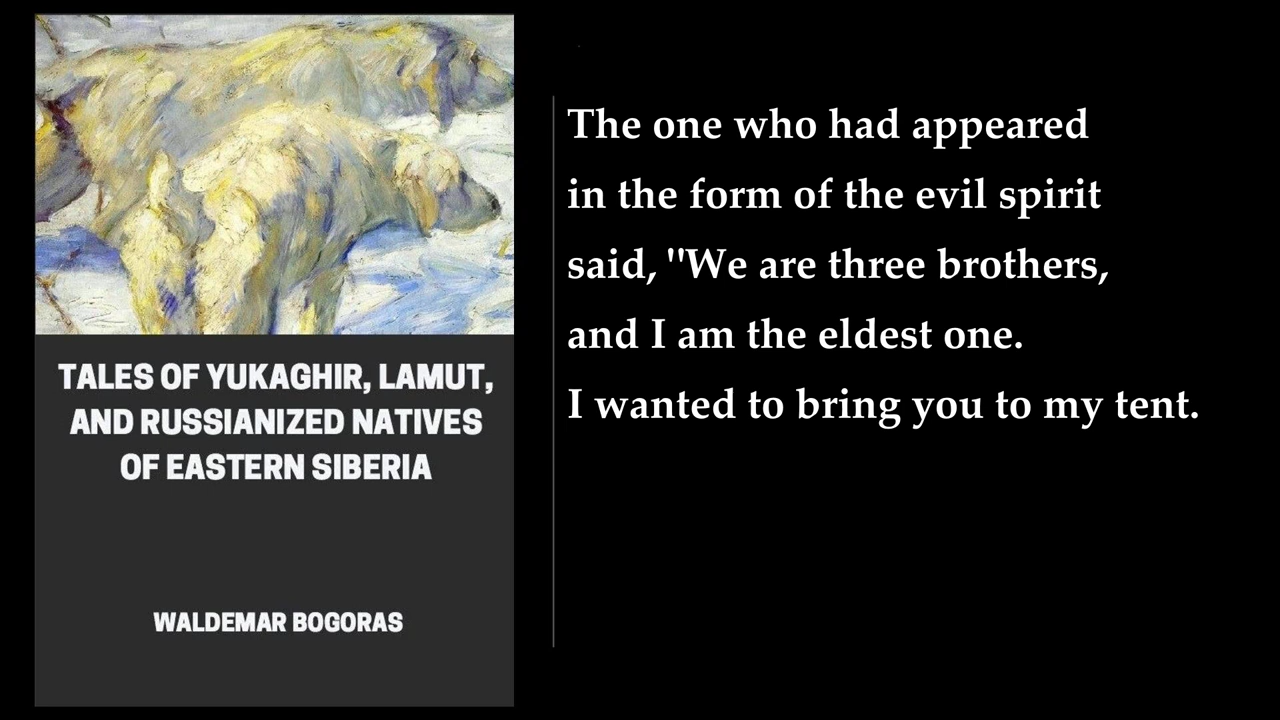 TALES OF YUKAGHIR, LAMUT,
AND RUSSIANIZED NATIVES
OF EASTERN SIBERIA
WALDEMAR BOGORAS
The one who had appeared
in the form of the evil spirit
said, "We are three brothers,
and I am the eldest one.
I wanted to bring you to my tent.